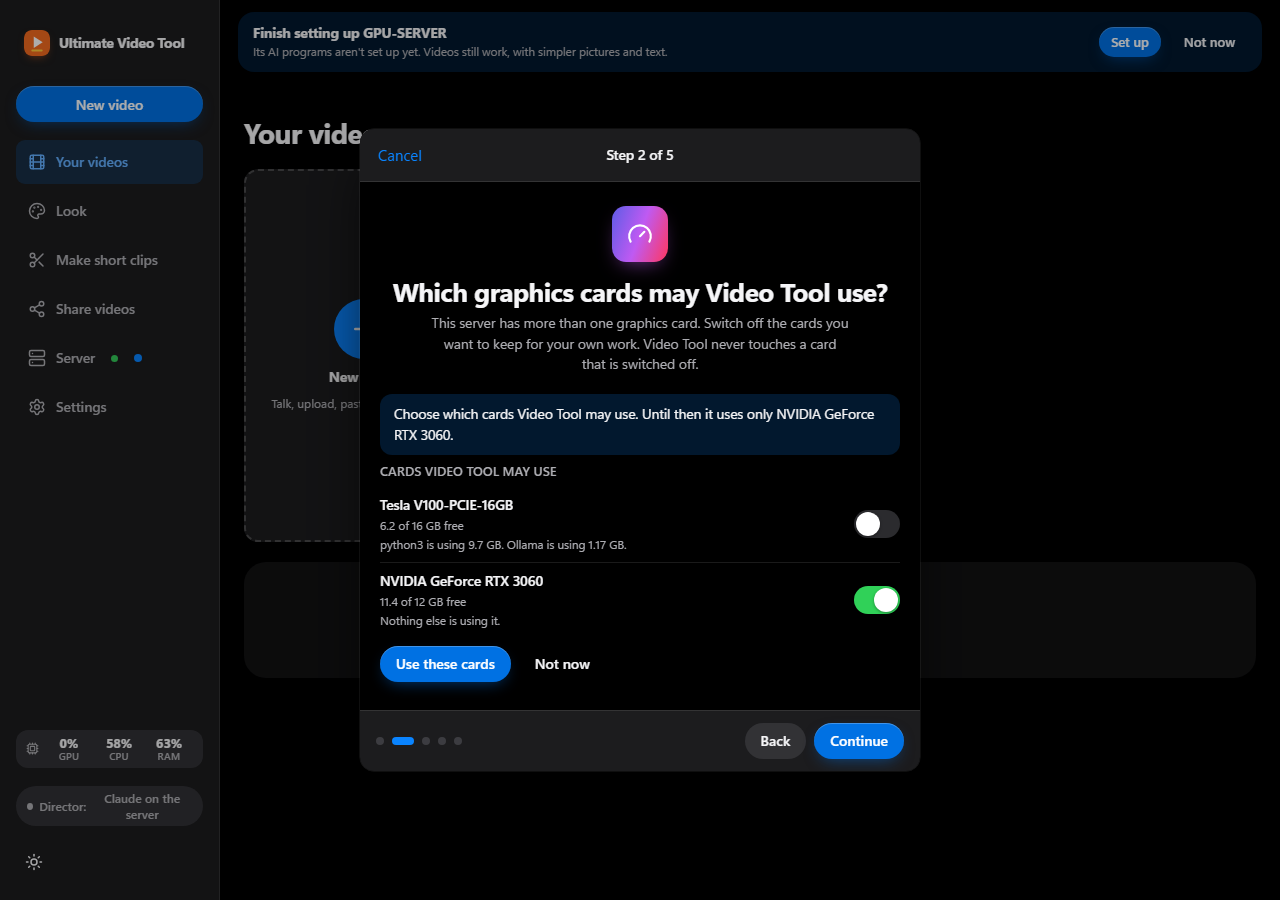 Ultimate Video Tool
New video
Your videos
Look
Make short clips
Share videos
Server
Settings
0%
GPU
58%
CPU
63%
RAM
Director:
Claude on the
server
Finish setting up GPU-SERVER
Its AI programs aren't set up yet. Videos still work, with simpler pictures and text.
Set up
Not now
Your vide
New
Talk, upload, pas
Cancel
Step 2 of 5
Which graphics cards may Video Tool use?
This server has more than one graphics card. Switch off the cards you
want to keep for your own work. Video Tool never touches a card
that is switched off.
Choose which cards Video Tool may use. Until then it uses only NVIDIA GeForce
RTX 3060.
CARDS VIDEO TOOL MAY USE
Tesla V100-PCIE-16GB
6.2 of 16 GB free
python3 is using 9.7 GB. Ollama is using 1.17 GB.
NVIDIA GeForce RTX 3060
11.4 of 12 GB free
Nothing else is using it.
Use these cards
Not now
Back
Continue